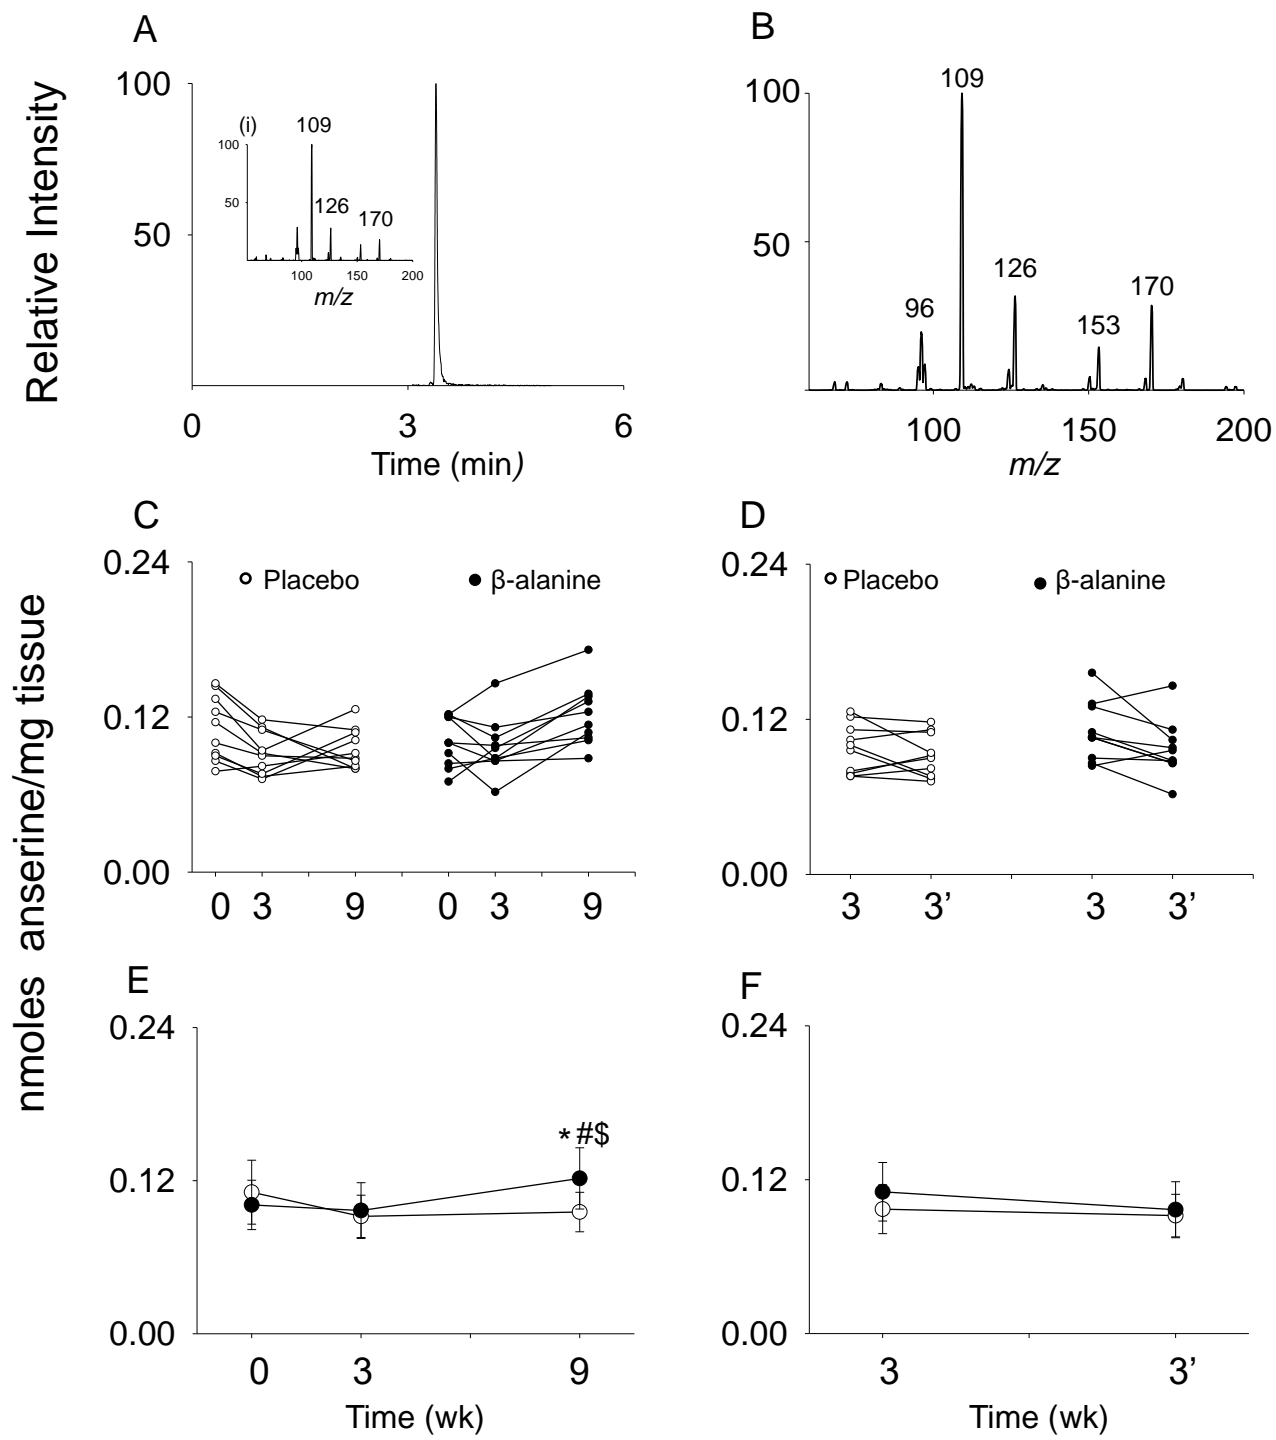 A
Relative Intensity
100
50
(i)
109
100
50
126
170
100
150
200
m/z
0
3
6
Time (min)
B
100
50
109
96
126
153
170
100
150
200
m/z
nmoles anserine/mg tissue
C
0.24
0.12
0.00
Placebo
β-alanine
0 3 9 0 3 9
D
0.24
0.12
0.00
Placebo
β-alanine
3 3’ 3 3’
E
0.24
0.12
0.00
*#$
0 3 9
Time (wk)
F
0.24
0.12
0.00
3 3’
Time (wk)